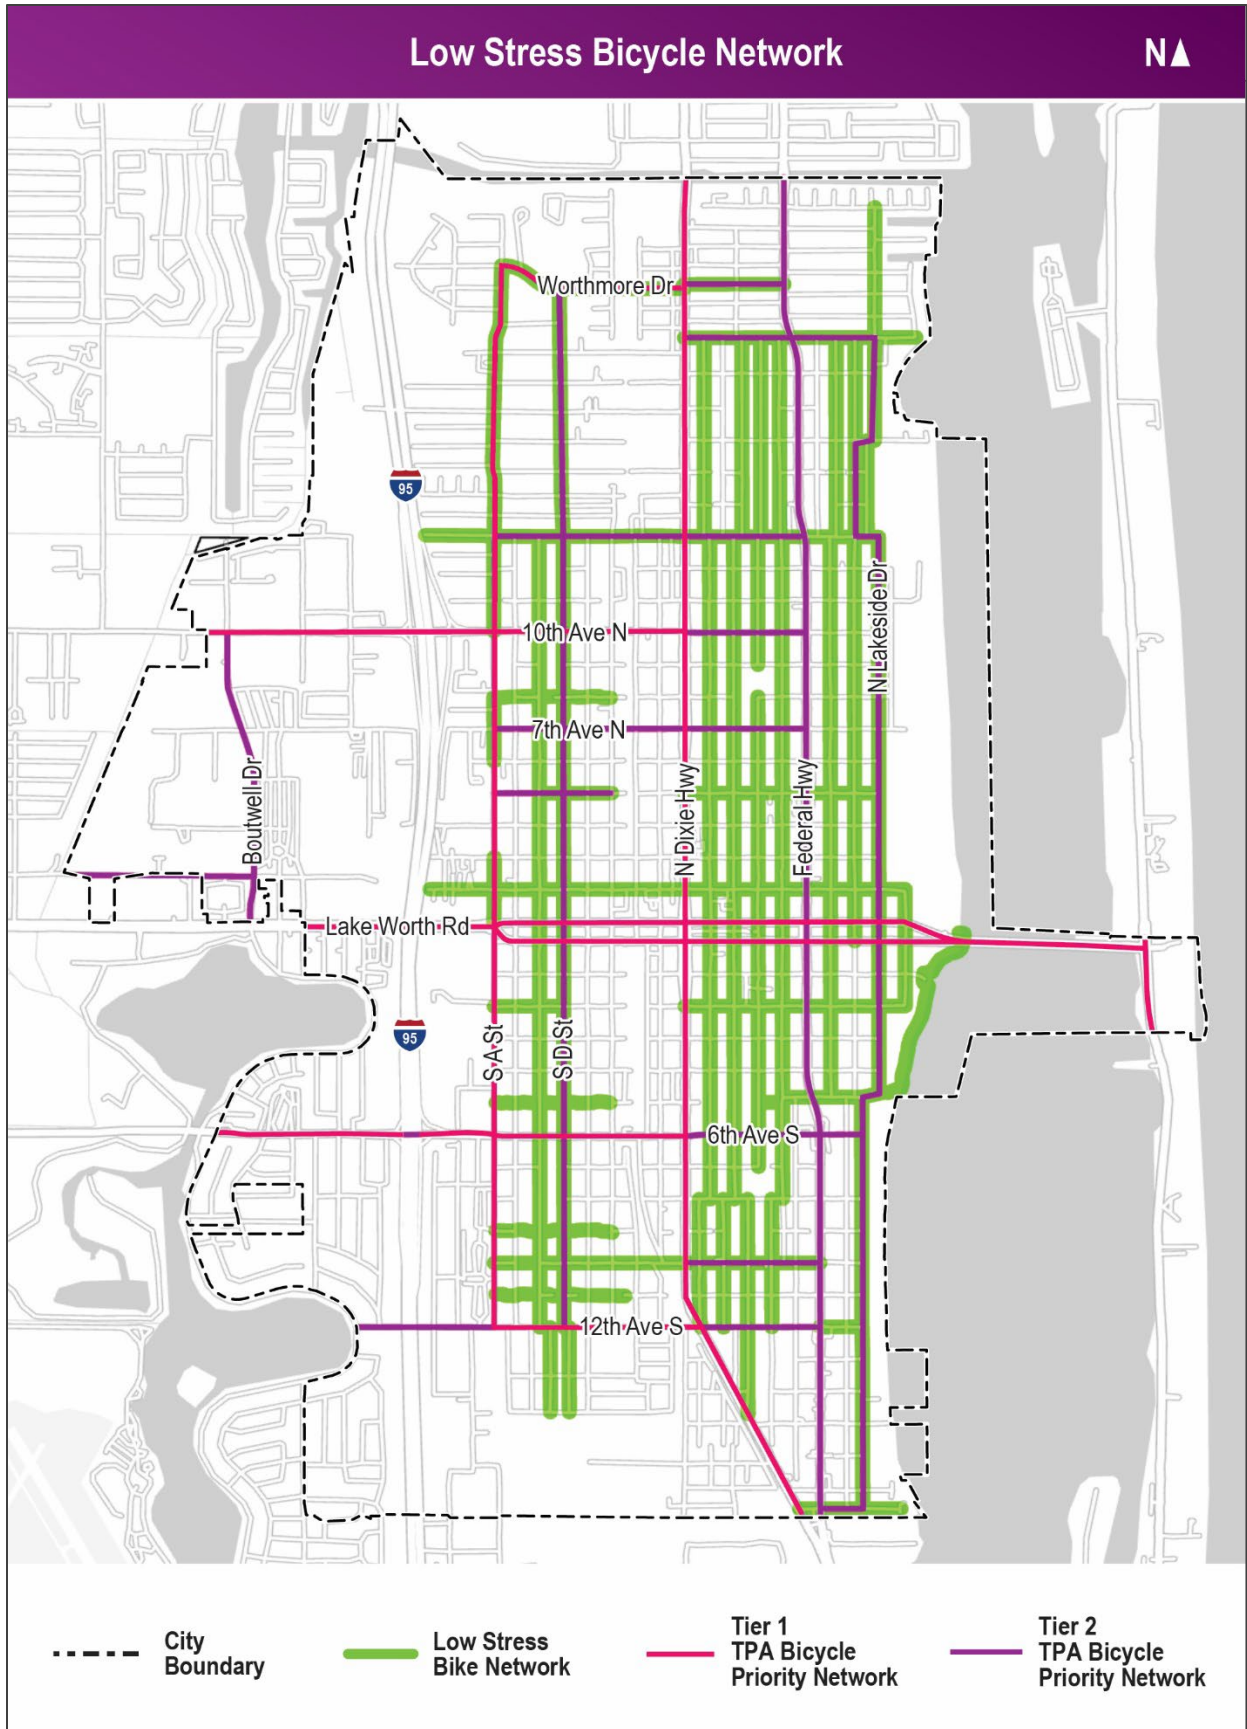 Low Stress Bicycle Network
N
Worthmore Dr
95
10th Ave N
N Lakeside Dr
7th Ave N
Boutwell Dr
N Dixie Hwy
Federal Hwy
Lake Worth Rd
95
S A St
S D St
6th Ave S
12th Ave S
City
Boundary
Low Stress
Bike Network
Tier 1
TPA Bicycle
Priority Network
Tier 2
TPA Bicycle
Priority Network